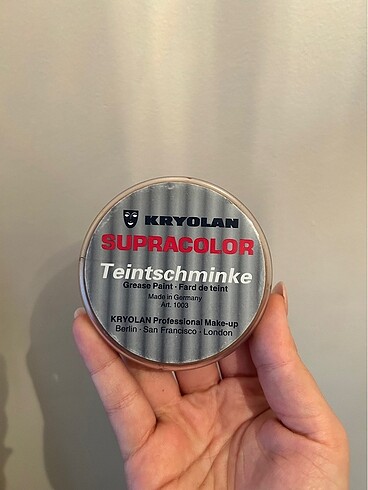 KRYOLAN
SUPRACOLOR
Teintschminke
Grease Paint · Fard de teint
Made in Germany
Art. 1003
KRYOLAN Professional Make-up
Berlin · San Francisco · London